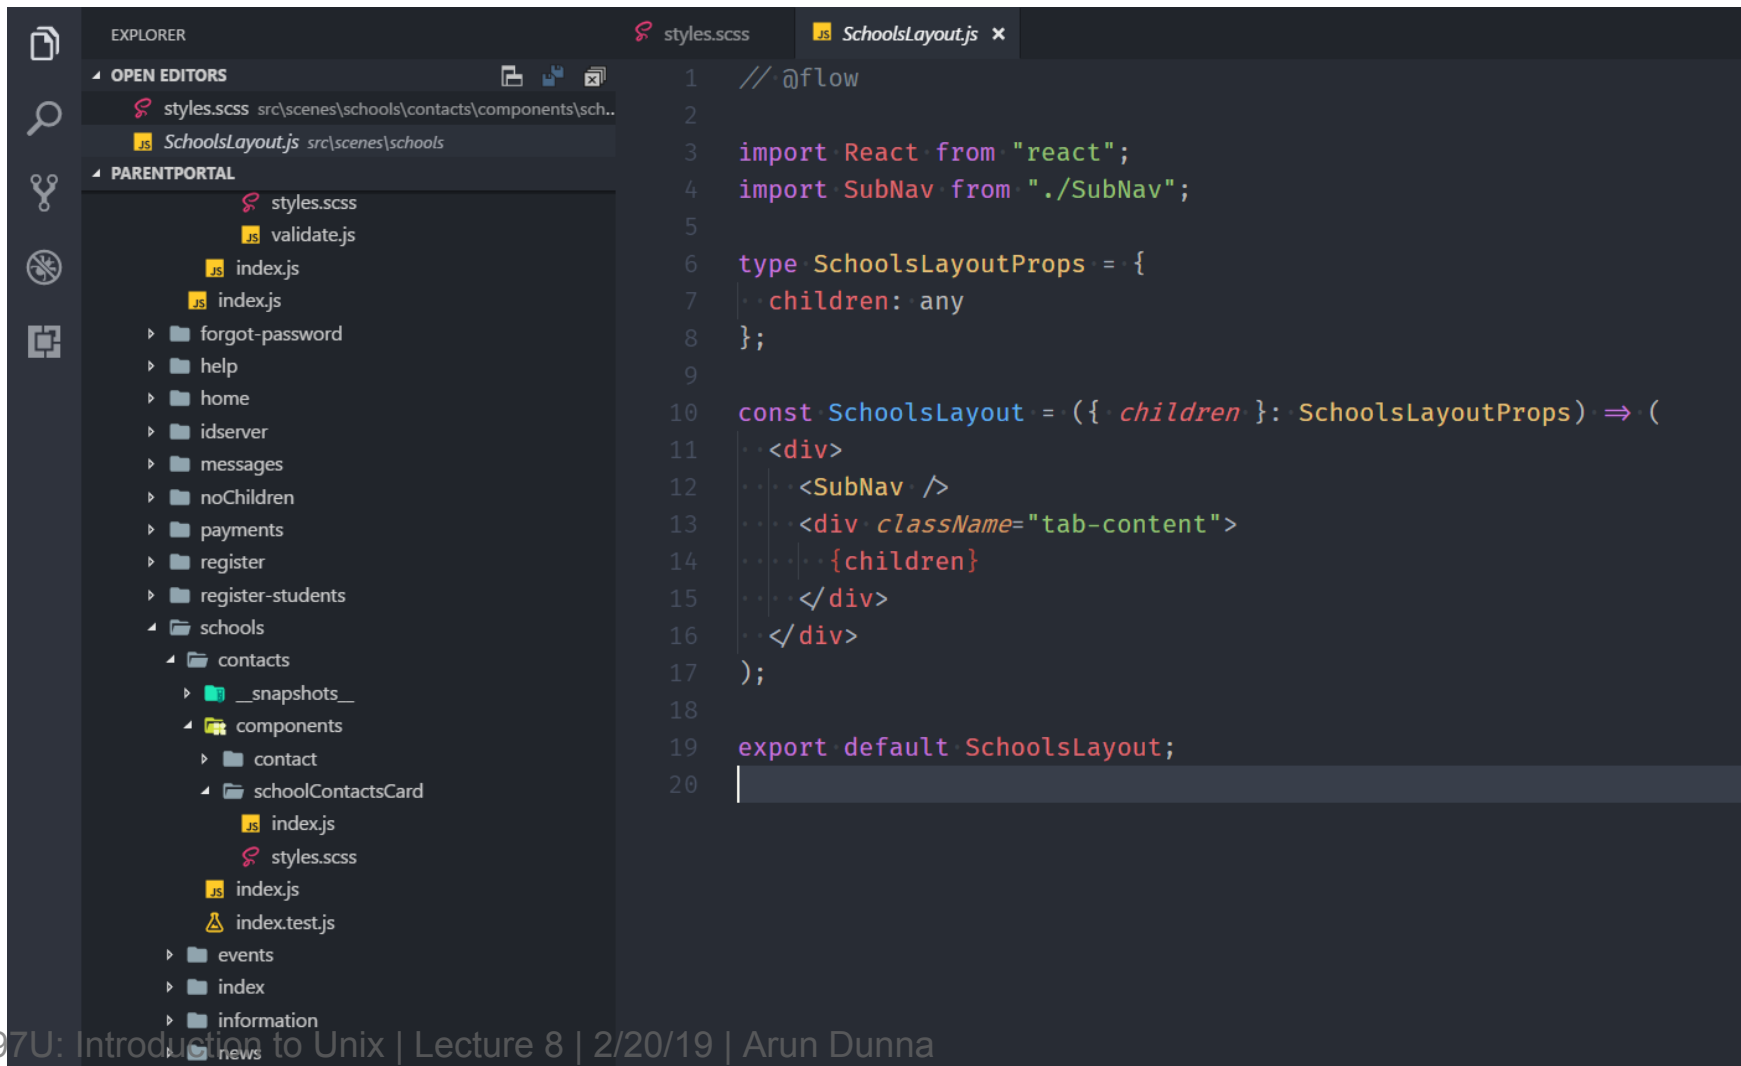 EXPLORER
OPEN EDITORS
styles.scss src\scenes\schools\contacts\components\sch...
SchoolsLayout.js src\scenes\schools
PARENTPORTAL
styles.scss
validate.js
index.js
index.js
forgot-password
help
home
idserver
messages
noChildren
payments
register
register-students
schools
contacts
__snapshots__
components
contact
schoolContactsCard
index.js
styles.scss
index.js
index.test.js
events
index
information
news
styles.scss
SchoolsLayout.js
1 // @flow
2
3 import React from "react";
4 import SubNav from "./SubNav";
5
6 type SchoolsLayoutProps = {
7 children: any
8 };
9
10 const SchoolsLayout = ({ children }: SchoolsLayoutProps) => (
11 <div>
12 <SubNav />
13 <div className="tab-content">
14 {children}
15 </div>
16 </div>
17 );
18
19 export default SchoolsLayout;
20
97U: Introduction to Unix | Lecture 8 | 2/20/19 | Arun Dunna